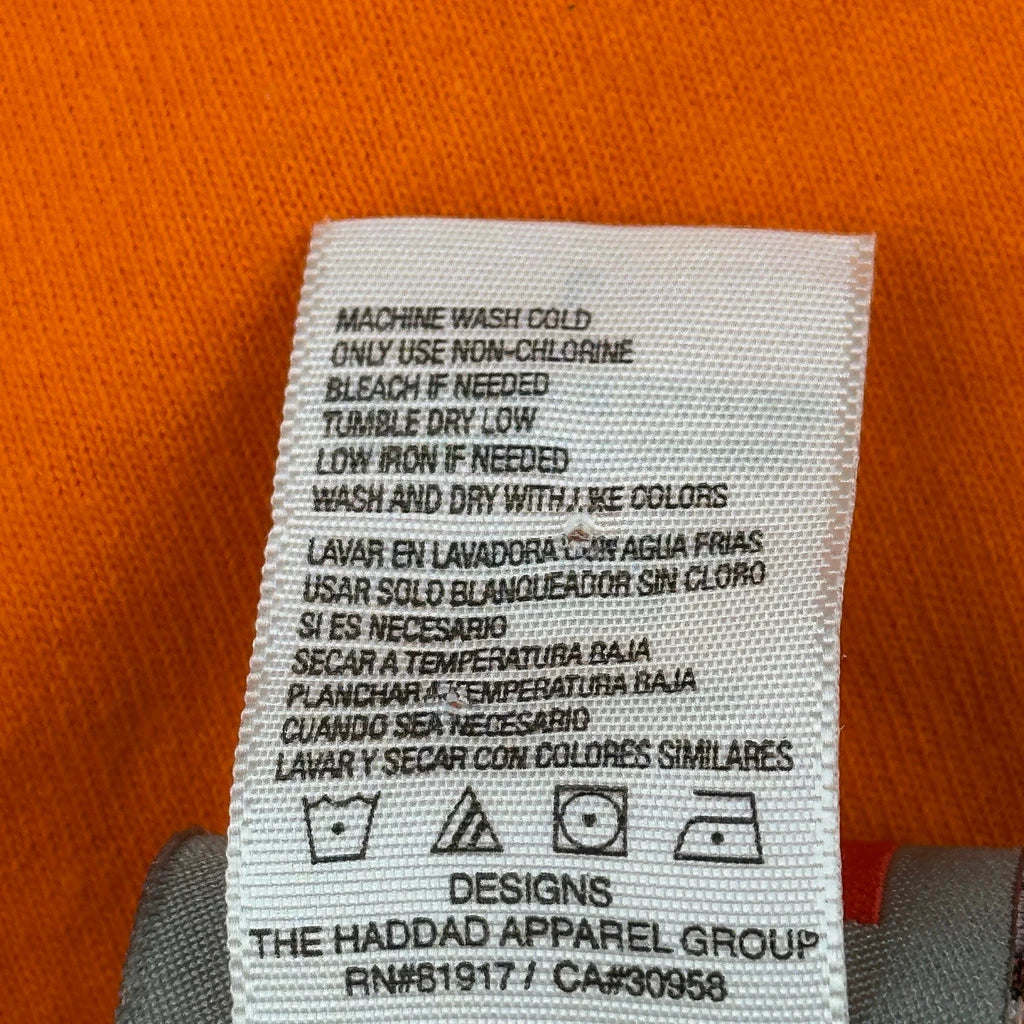 MACHINE WASH COLD
ONLY USE NON-CHLORINE
BLEACH IF NEEDED
TUMBLE DRY LOW
LOW IRON IF NEEDED
WASH AND DRY WITH LIKE COLORS
LAVAR EN LAVADORA CON AGUA FRIAS
USAR SOLO BLANQUEADOR SIN CLORO
SI ES NECESARIO
SECAR A TEMPERATURA BAJA
PLANCHAR A TEMPERATURA BAJA
CUANDO SEA NECESARIO
LAVAR Y SECAR CON COLORES SIMILARES
DESIGNS
THE HADDAD APPAREL GROUP
RN#81917 / CA#30958